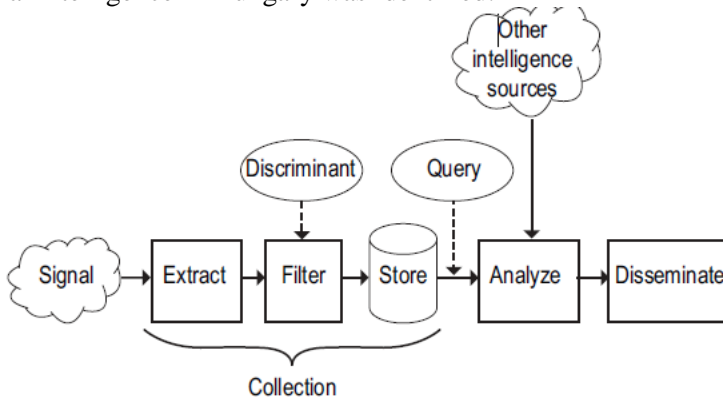 Other
intelligence
sources
Discriminant
Query
Signal
Extract
Filter
Store
Analyze
Disseminate
Collection